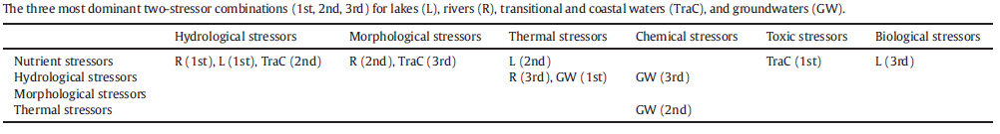 The three most dominant two-stressor combinations (1st, 2nd, 3rd) for lakes (L), rivers (R), transitional and coastal waters (TraC), and groundwaters (GW).
Hydrological stressors Morphological stressors Thermal stressors Chemical stressors Toxic stressors Biological stressors
Nutrient stressors R (1st), L (1st), TraC (2nd) R (2nd), TraC (3rd) L (2nd) TraC (1st) L (3rd)
Hydrological stressors R (3rd), GW (1st) GW (3rd)
Morphological stressors
Thermal stressors GW (2nd)